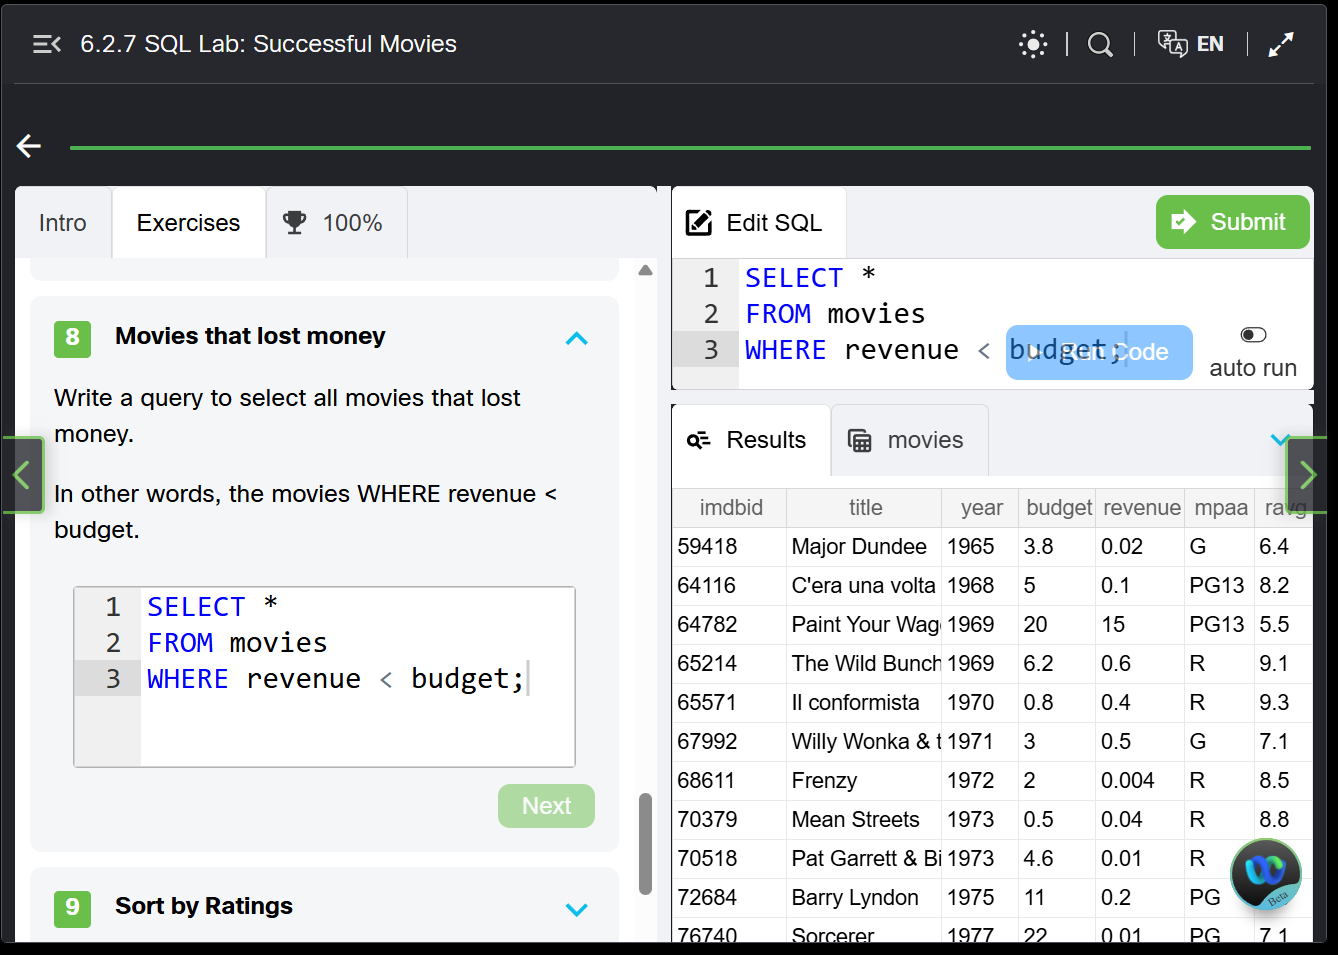 6.2.7 SQL Lab: Successful Movies
EN
Intro
Exercises
100%
8
Movies that lost money
Write a query to select all movies that lost
money.
In other words, the movies WHERE revenue <
budget.
1 SELECT *
2 FROM movies
3 WHERE revenue < budget;
Next
9
Sort by Ratings
Edit SQL
Submit
1 SELECT *
2 FROM movies
3 WHERE revenue < budget;
Run Code
auto run
Results
movies
imdbid title year budget revenue mpaa ravg
59418 Major Dundee 1965 3.8 0.02 G 6.4
64116 C'era una volta 1968 5 0.1 PG13 8.2
64782 Paint Your Wag 1969 20 15 PG13 5.5
65214 The Wild Bunch 1969 6.2 0.6 R 9.1
65571 Il conformista 1970 0.8 0.4 R 9.3
67992 Willy Wonka & t 1971 3 0.5 G 7.1
68611 Frenzy 1972 2 0.004 R 8.5
70379 Mean Streets 1973 0.5 0.04 R 8.8
70518 Pat Garrett & Bi 1973 4.6 0.01 R
72684 Barry Lyndon 1975 11 0.2 PG
76740 Sorcerer 1977 22 0.01 PG 7.1
Beta